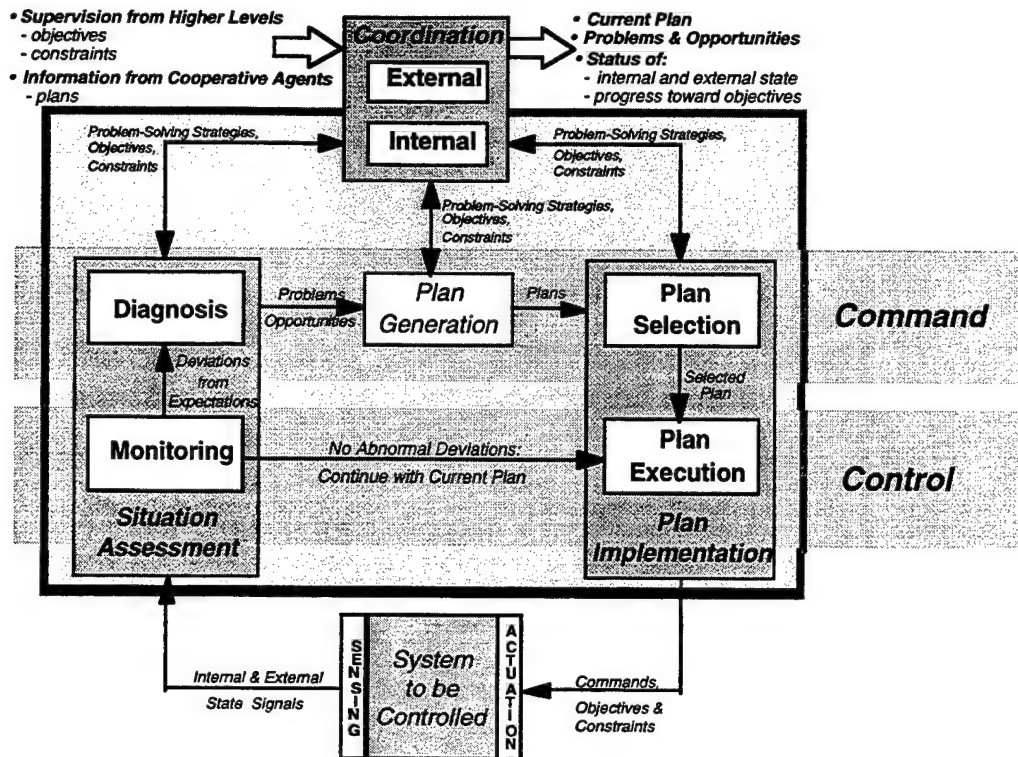 • Supervision from Higher Levels
- objectives
- constraints
• Information from Cooperative Agents
- plans
Coordination
External
Internal
• Current Plan
• Problems & Opportunities
• Status of:
- internal and external state
- progress toward objectives
Problem-Solving Strategies,
Objectives,
Constraints
Problem-Solving Strategies,
Objectives,
Constraints
Problem-Solving Strategies,
Objectives,
Constraints
Diagnosis
Problems
Opportunities
Plan
Generation
Plans
Plan
Selection
Command
Deviations
from
Expectations
Selected
Plan
Monitoring
No Abnormal Deviations:
Continue with Current Plan
Plan
Execution
Control
Situation
Assessment
Plan
Implementation
Internal & External
State Signals
SENSING
System
to be
Controlled
ACTUATION
Commands,
Objectives &
Constraints